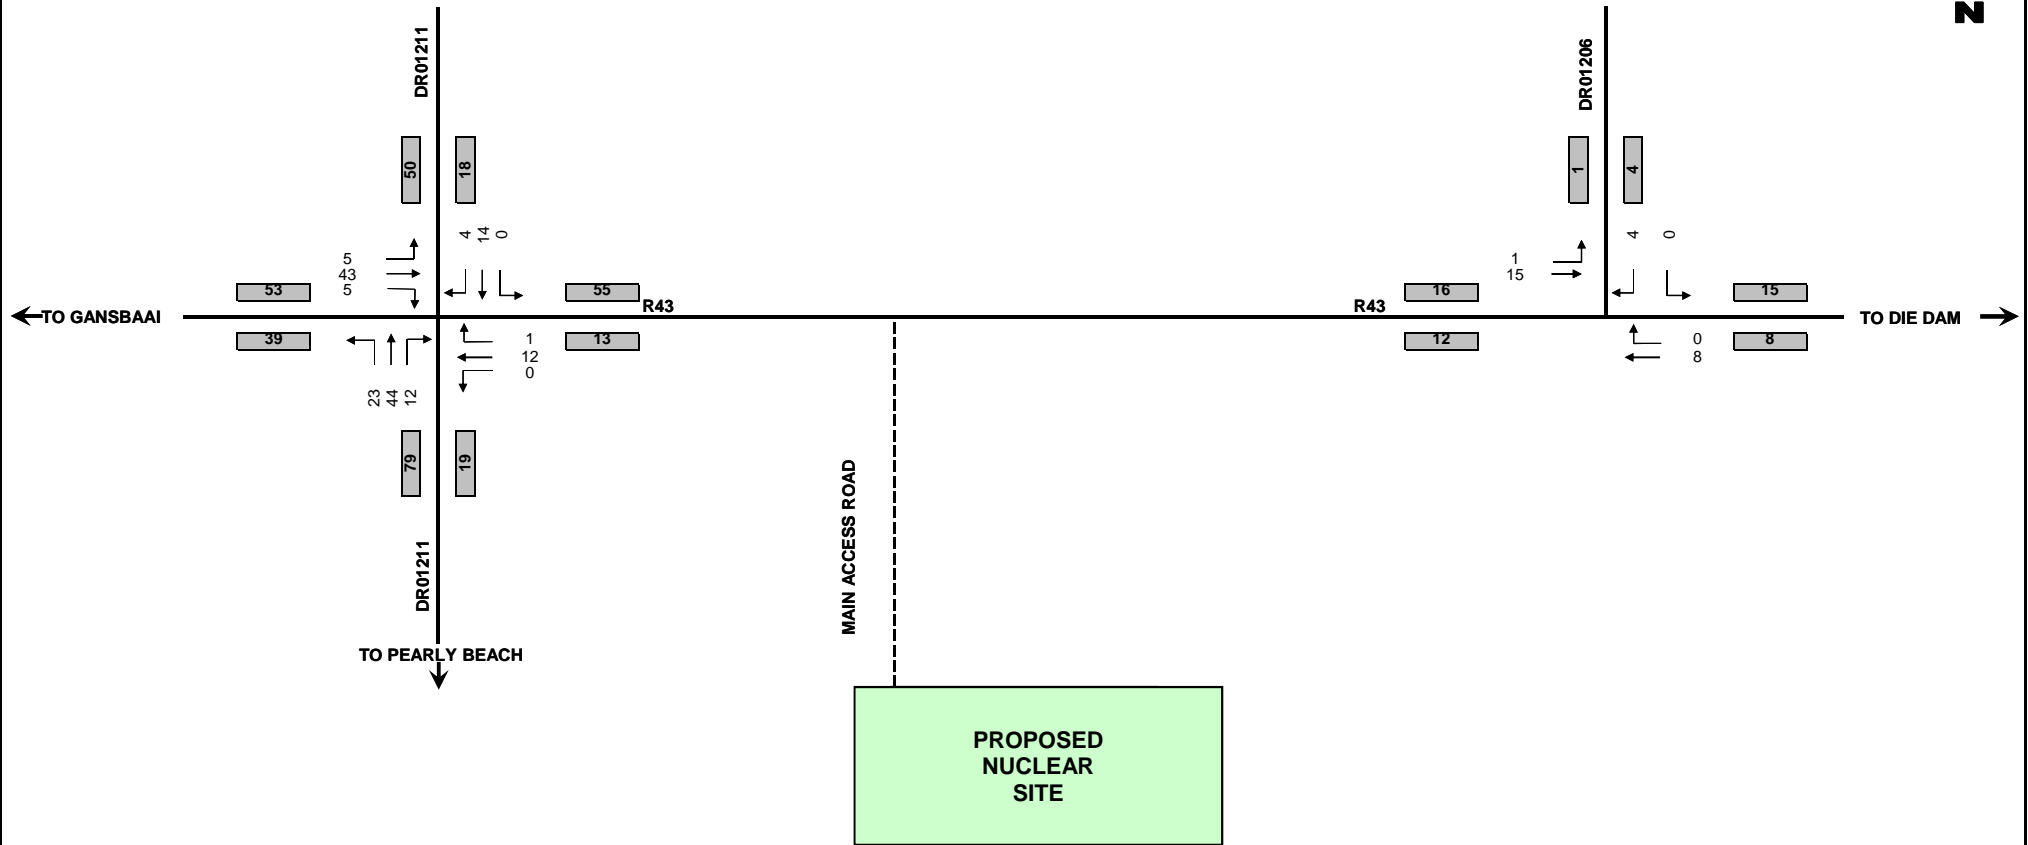 N
DR01211
DR01206
50
18
1
4
4
14
0
4
0
5
43
5
1
15
53
55
16
15
R43
R43
TO GANSBAAI
TO DIE DAM
39
13
12
8
1
12
0
0
8
23
44
12
79
19
MAIN ACCESS ROAD
DR01211
TO PEARLY BEACH
PROPOSED
NUCLEAR
SITE